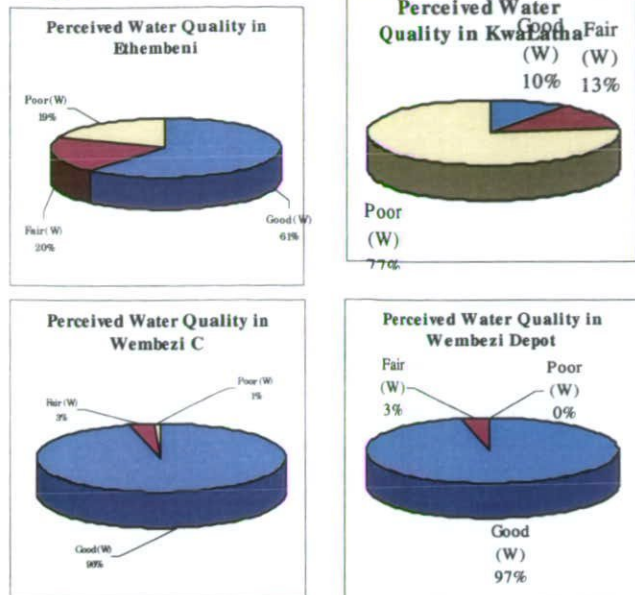 Perceived Water Quality in
Ethembeni
Poor(W)
19%
Fair(W)
20%
Good(W)
61%
Perceived Water
Quality in KwaLatha
Good
(W)
10%
Fair
(W)
13%
Poor
(W)
77%
Perceived Water Quality in
Wembezi C
Fair(W)
3%
Poor(W)
1%
Good(W)
96%
Perceived Water Quality in
Wembezi Depot
Fair
(W)
3%
Poor
(W)
0%
Good
(W)
97%